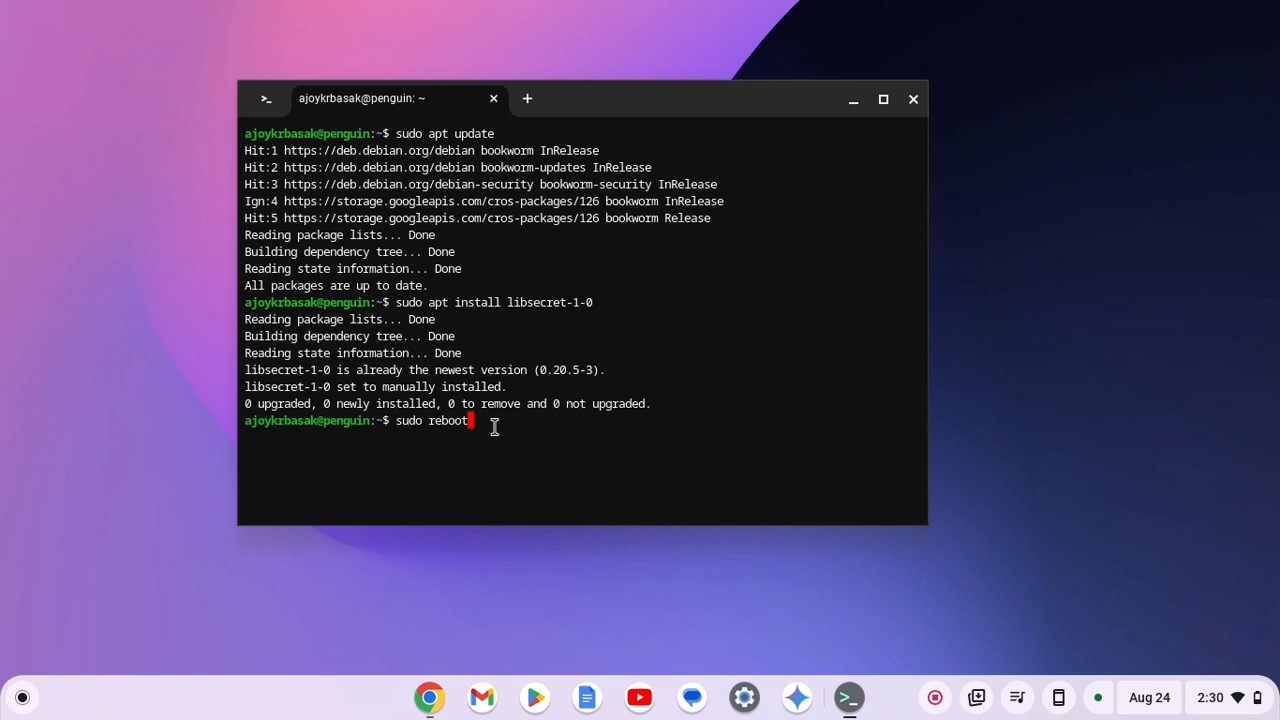 ajoykrbasak@penguin: ~
ajoykrbasak@penguin:~$ sudo apt update
Hit:1 https://deb.debian.org/debian bookworm InRelease
Hit:2 https://deb.debian.org/debian bookworm-updates InRelease
Hit:3 https://deb.debian.org/debian-security bookworm-security InRelease
Ign:4 https://storage.googleapis.com/cros-packages/126 bookworm InRelease
Hit:5 https://storage.googleapis.com/cros-packages/126 bookworm Release
Reading package lists... Done
Building dependency tree... Done
Reading state information... Done
All packages are up to date.
ajoykrbasak@penguin:~$ sudo apt install libsecret-1-0
Reading package lists... Done
Building dependency tree... Done
Reading state information... Done
libsecret-1-0 is already the newest version (0.20.5-3).
libsecret-1-0 set to manually installed.
0 upgraded, 0 newly installed, 0 to remove and 0 not upgraded.
ajoykrbasak@penguin:~$ sudo reboot
Aug 24
2:30